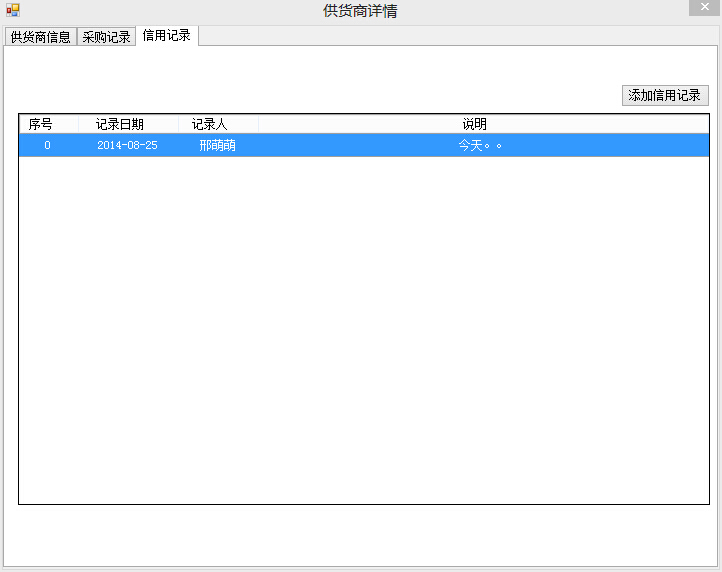 供货商详情
供货商信息 采购记录 信用记录
添加信用记录
序号 记录日期 记录人 说明
0 2014-08-25 邢萌萌 今天。。